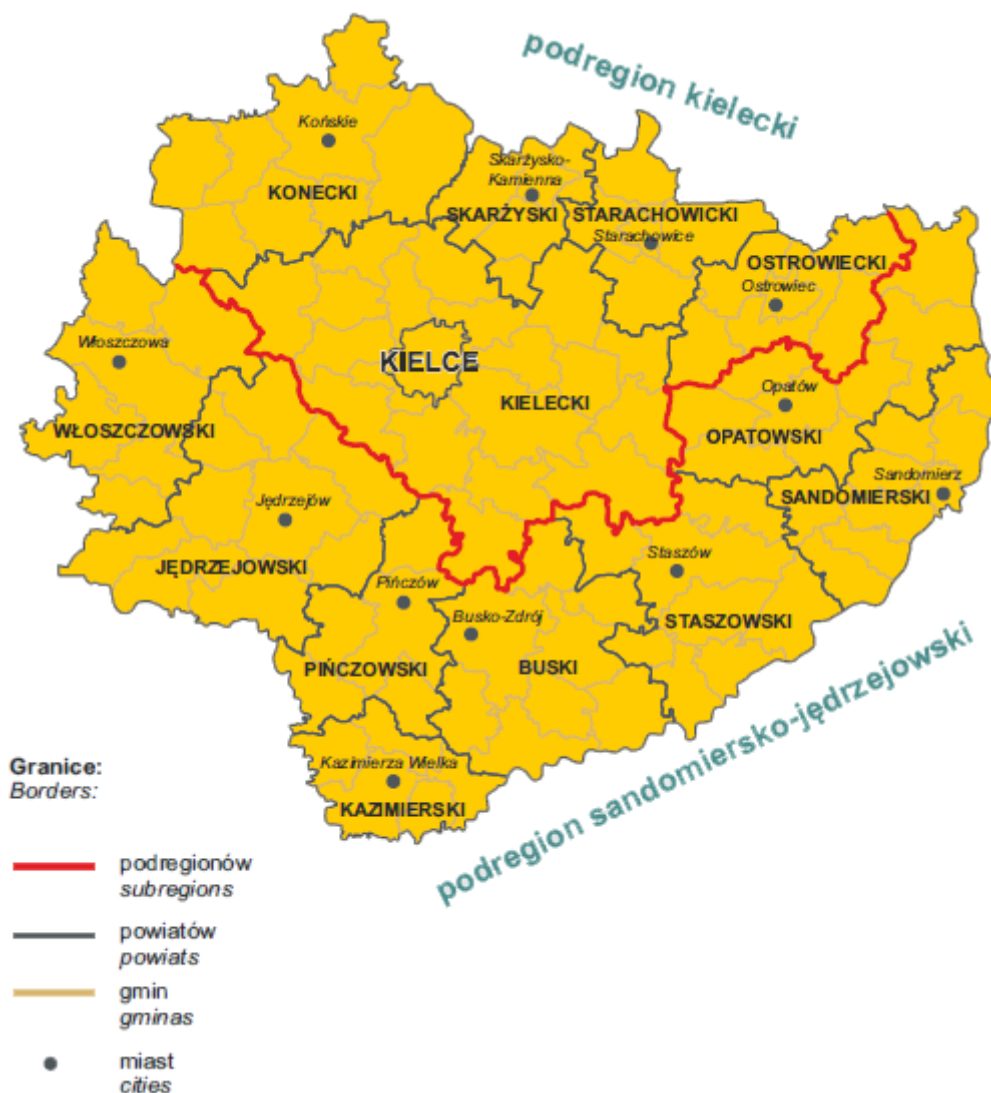 podregion kielecki
Końskie
KONECKI
Skarżysko-
Kamienna
SKARŻYSKI
STARACHOWICKI
Starachowice
OSTROWIECKI
Ostrowiec
Włoszczowa
KIELCE
KIELECKI
Opatów
OPATOWSKI
WŁOSZCZOWSKI
Sandomierz
SANDOMIERSKI
Jędrzejów
JĘDRZEJOWSKI
Staszów
STASZOWSKI
Pińczów
PIŃCZOWSKI
Busko-Zdrój
BUSKI
Kazimierza Wielka
KAZIMIERSKI
podregion sandomiersko-jędrzejowski
Granice:
Borders:
podregionów
subregions
powiatów
powiats
gmin
gminas
miast
cities